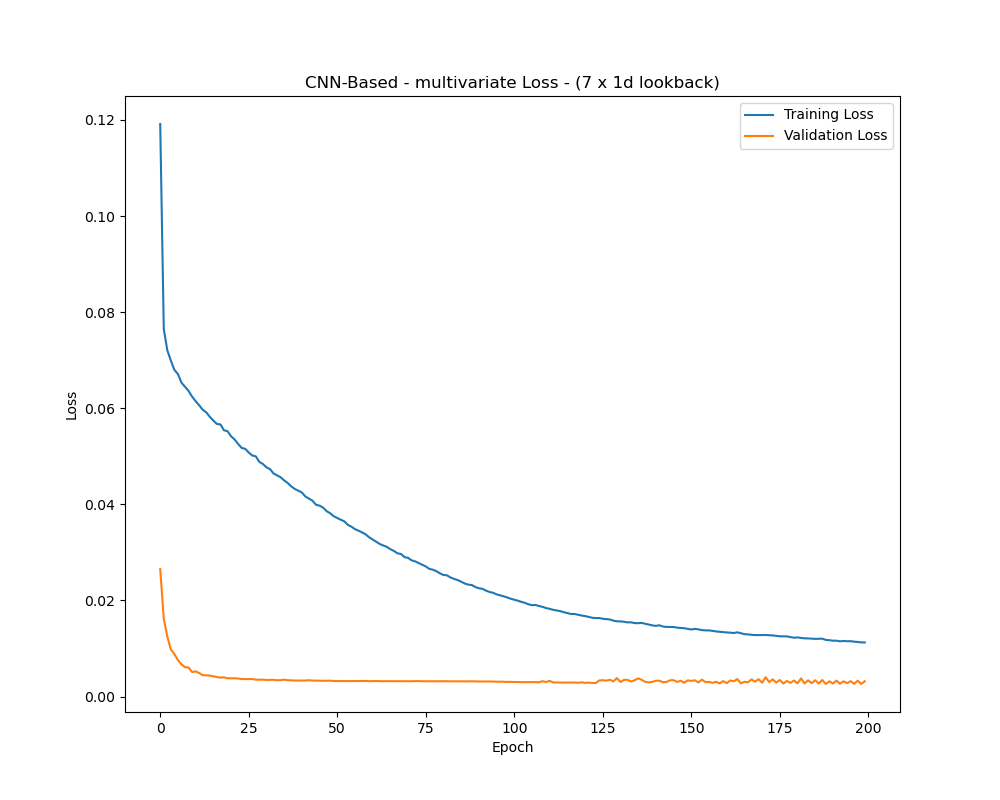 CNN-Based - multivariate Loss - (7 x 1d lookback)
Training Loss
Validation Loss
0.12
0.10
0.08
0.06
0.04
0.02
0.00
Loss
0 25 50 75 100 125 150 175 200
Epoch